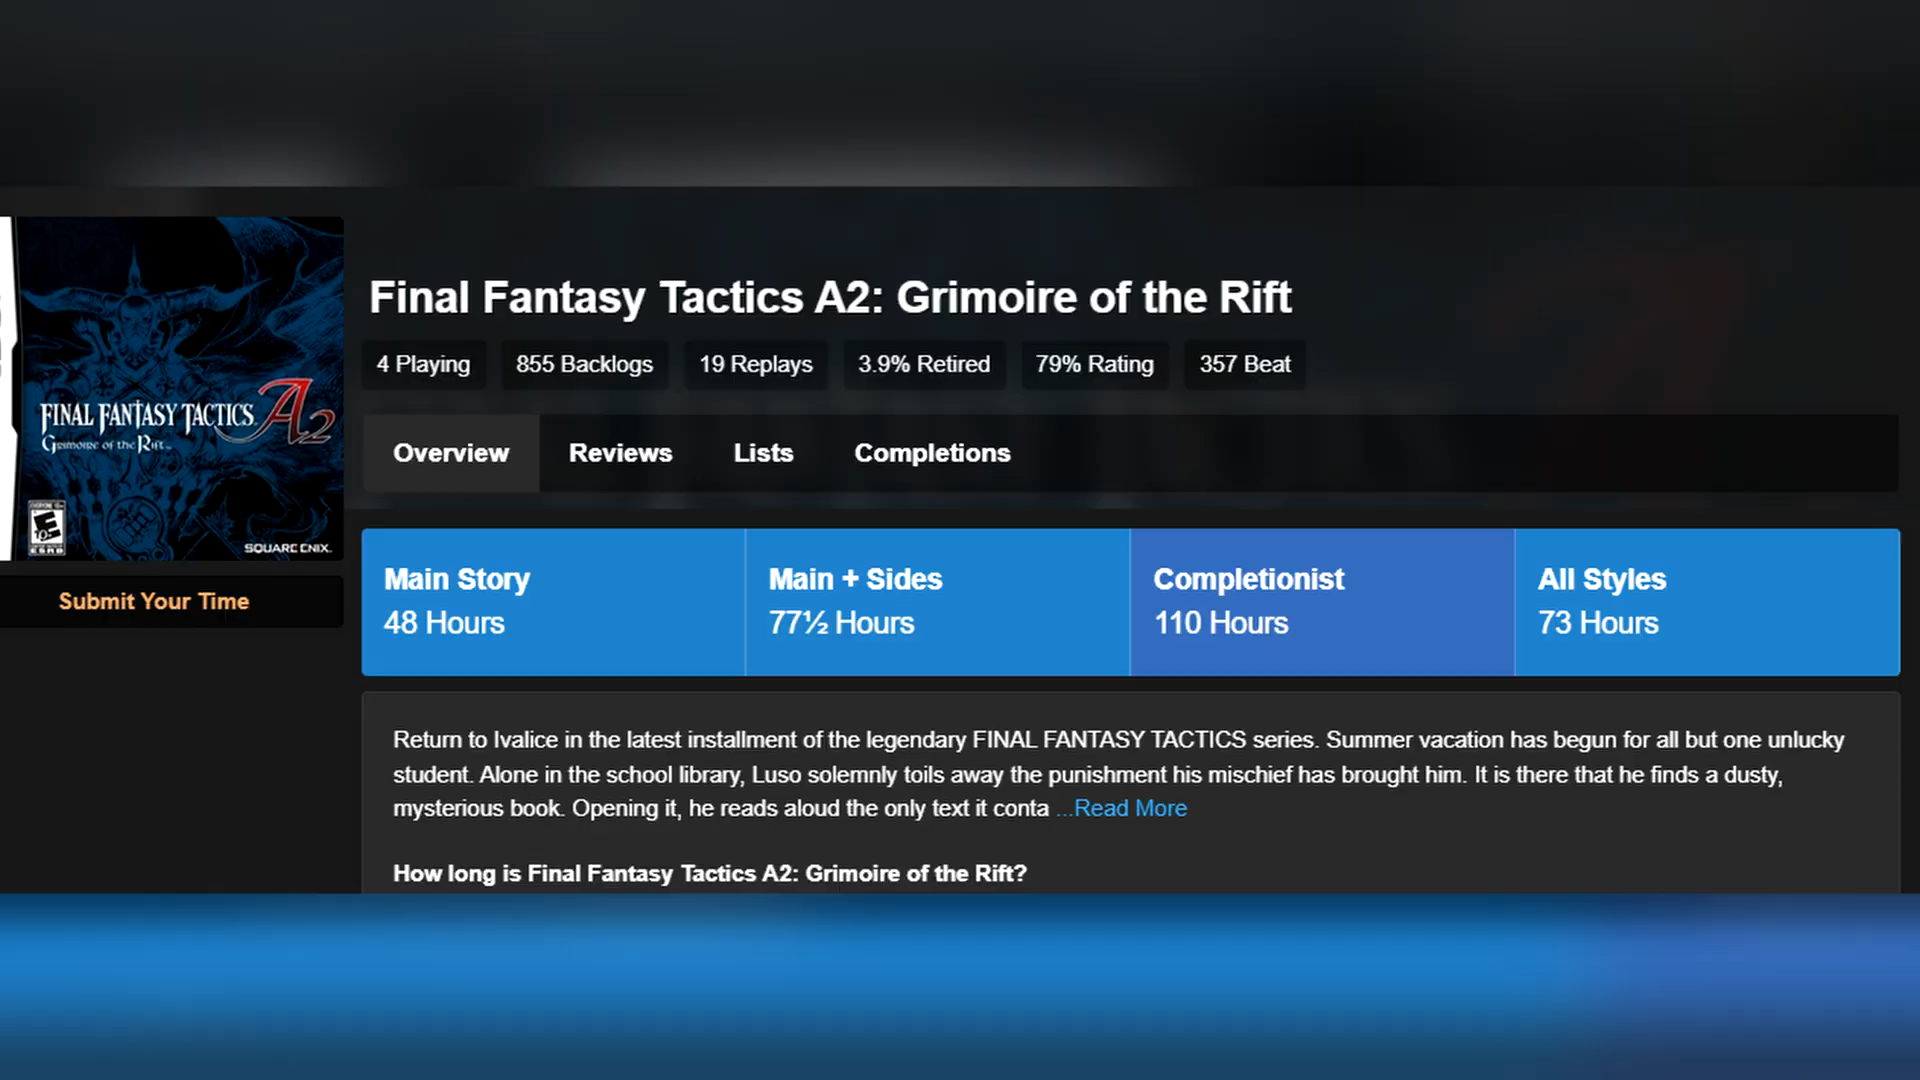 Final Fantasy Tactics A2: Grimoire of the Rift
4 Playing 855 Backlogs 19 Replays 3.9% Retired 79% Rating 357 Beat
Overview Reviews Lists Completions
FINAL FANTASY TACTICS A2
Grimoire of the Rift
EVERYONE 10+
E
ESRB
SQUARE ENIX
Submit Your Time
Main Story Main + Sides Completionist All Styles
48 Hours 77½ Hours 110 Hours 73 Hours
Return to Ivalice in the latest installment of the legendary FINAL FANTASY TACTICS series. Summer vacation has begun for all but one unlucky
student. Alone in the school library, Luso solemnly toils away the punishment his mischief has brought him. It is there that he finds a dusty,
mysterious book. Opening it, he reads aloud the only text it conta ...Read More
How long is Final Fantasy Tactics A2: Grimoire of the Rift?